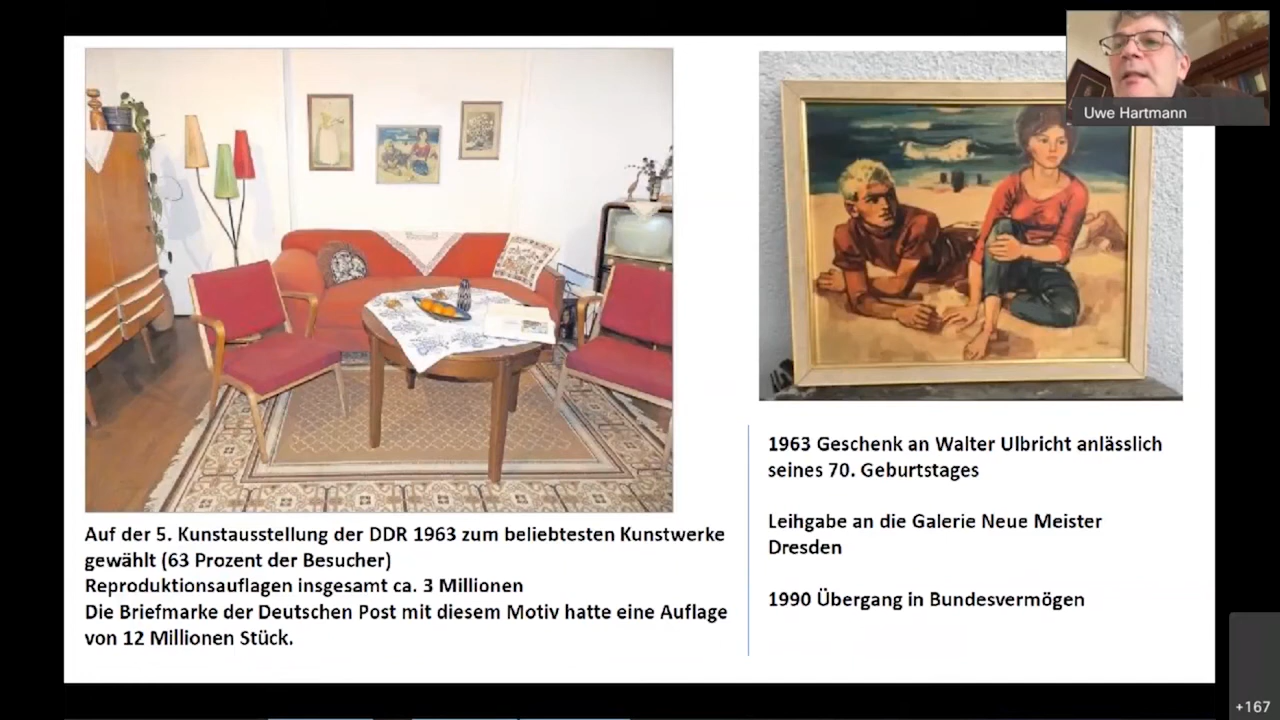 Uwe Hartmann
Auf der 5. Kunstausstellung der DDR 1963 zum beliebtesten Kunstwerke
gewählt (63 Prozent der Besucher)
Reproduktionsauflagen insgesamt ca. 3 Millionen
Die Briefmarke der Deutschen Post mit diesem Motiv hatte eine Auflage
von 12 Millionen Stück.
1963 Geschenk an Walter Ulbricht anlässlich
seines 70. Geburtstages
Leihgabe an die Galerie Neue Meister
Dresden
1990 Übergang in Bundesvermögen
+167